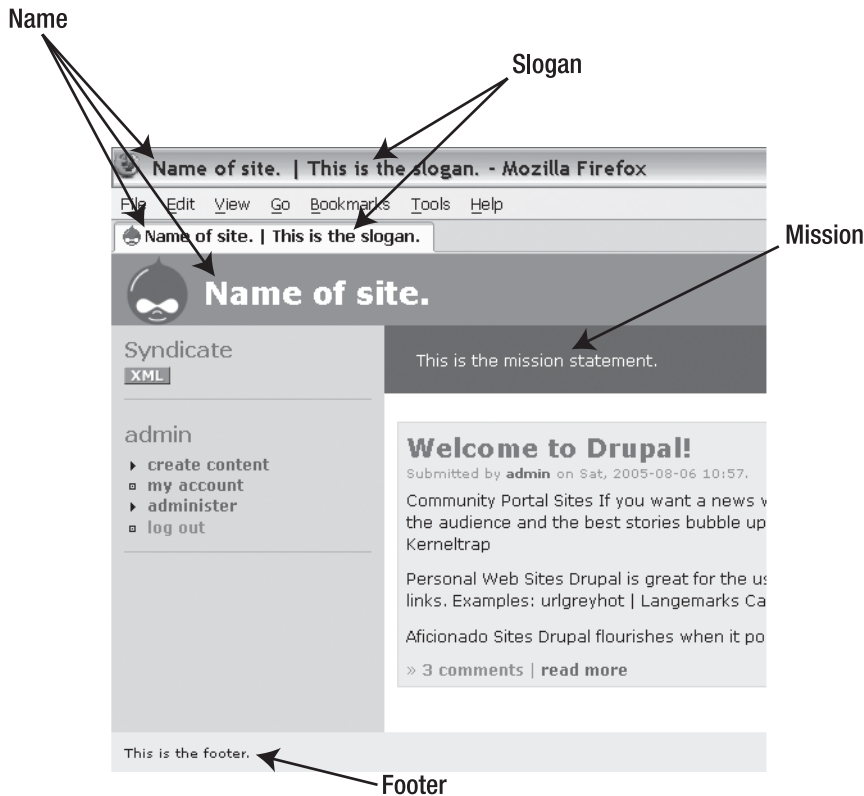 Name
Slogan
Name of site. | This is the slogan. - Mozilla Firefox
File Edit View Go Bookmarks Tools Help
Name of site. | This is the slogan.
Mission
Name of site.
Syndicate
XML
This is the mission statement.
admin
create content
my account
administer
log out
Welcome to Drupal!
Submitted by admin on Sat, 2005-08-06 10:57.
Community Portal Sites If you want a news
the audience and the best stories bubble up
Kerneltrap
Personal Web Sites Drupal is great for the
links. Examples: urlgreyhot | Langemarks
Aficionado Sites Drupal flourishes when it
» 3 comments | read more
This is the footer.
Footer